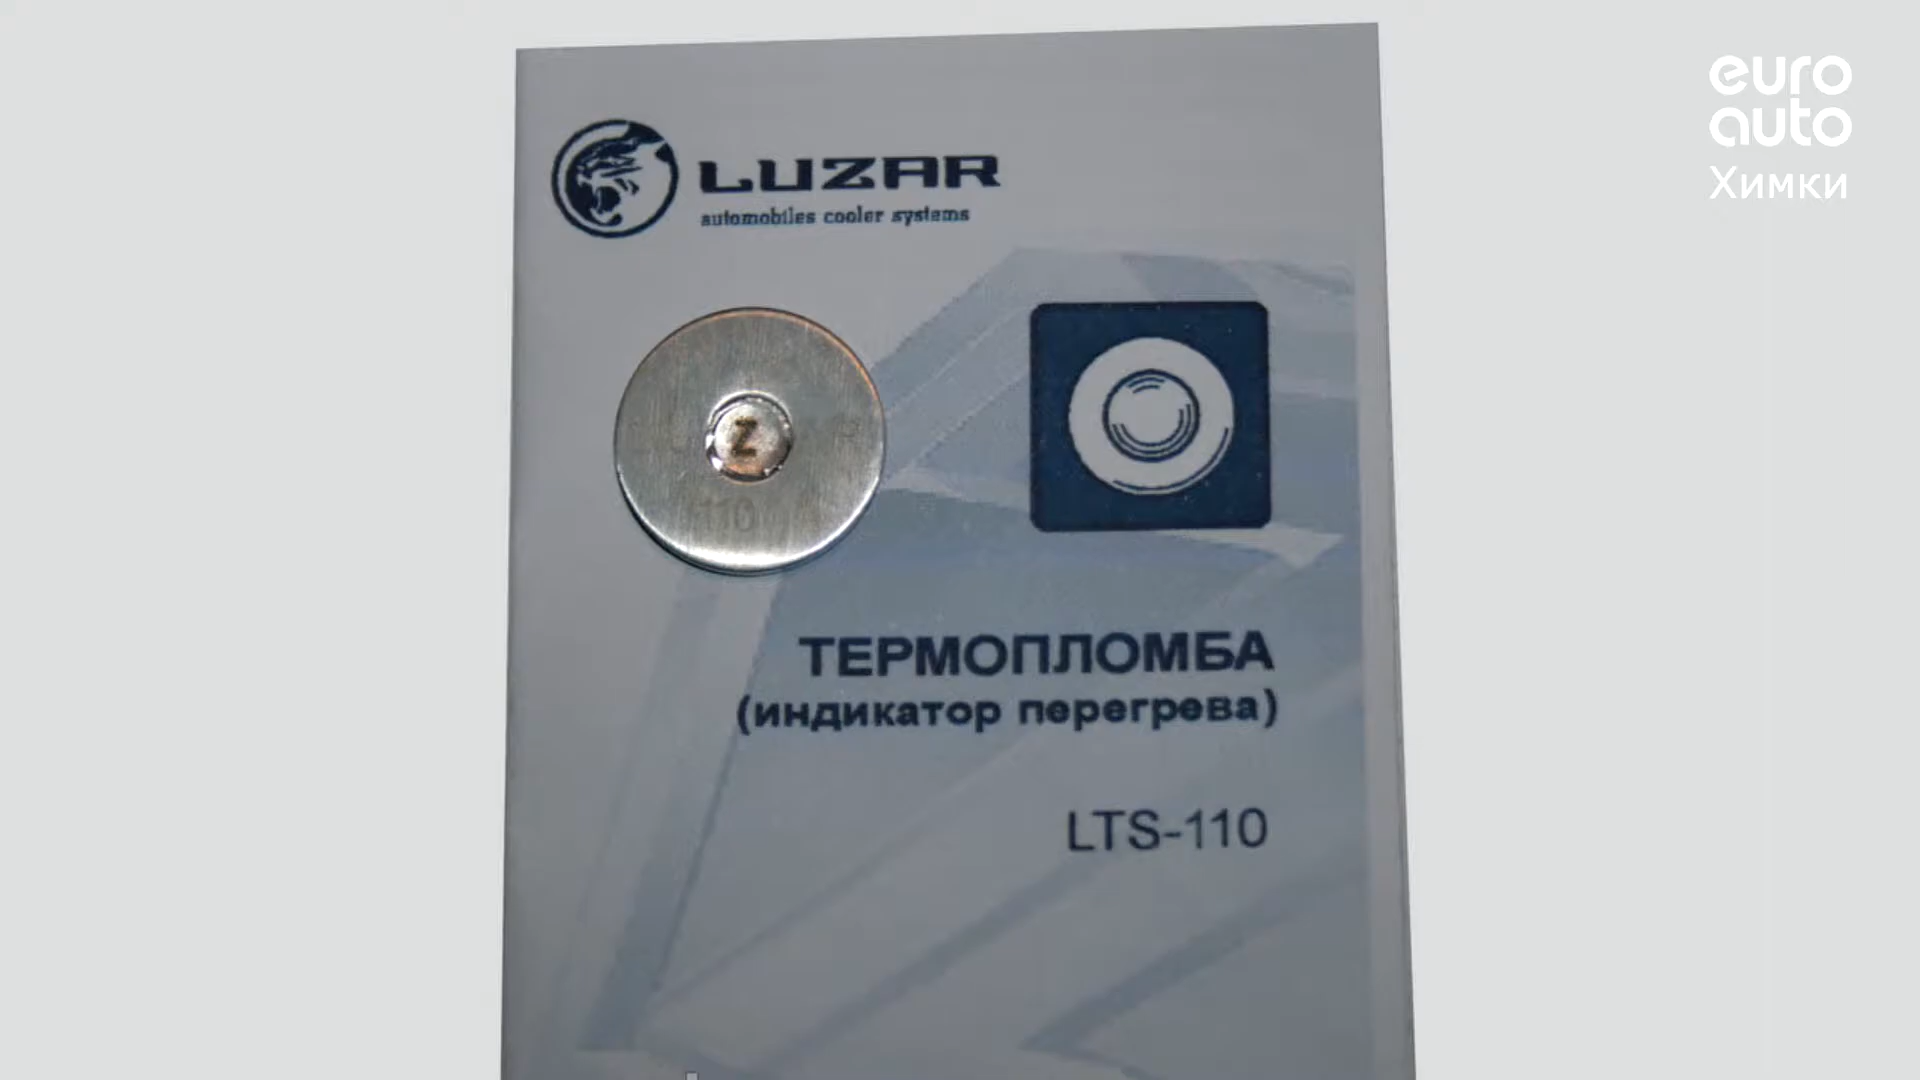 LUZAR
automobiles cooler systems
Z
110
ТЕРМОПЛОМБА
(индикатор перегрева)
LTS-110
euro
auto
Химки